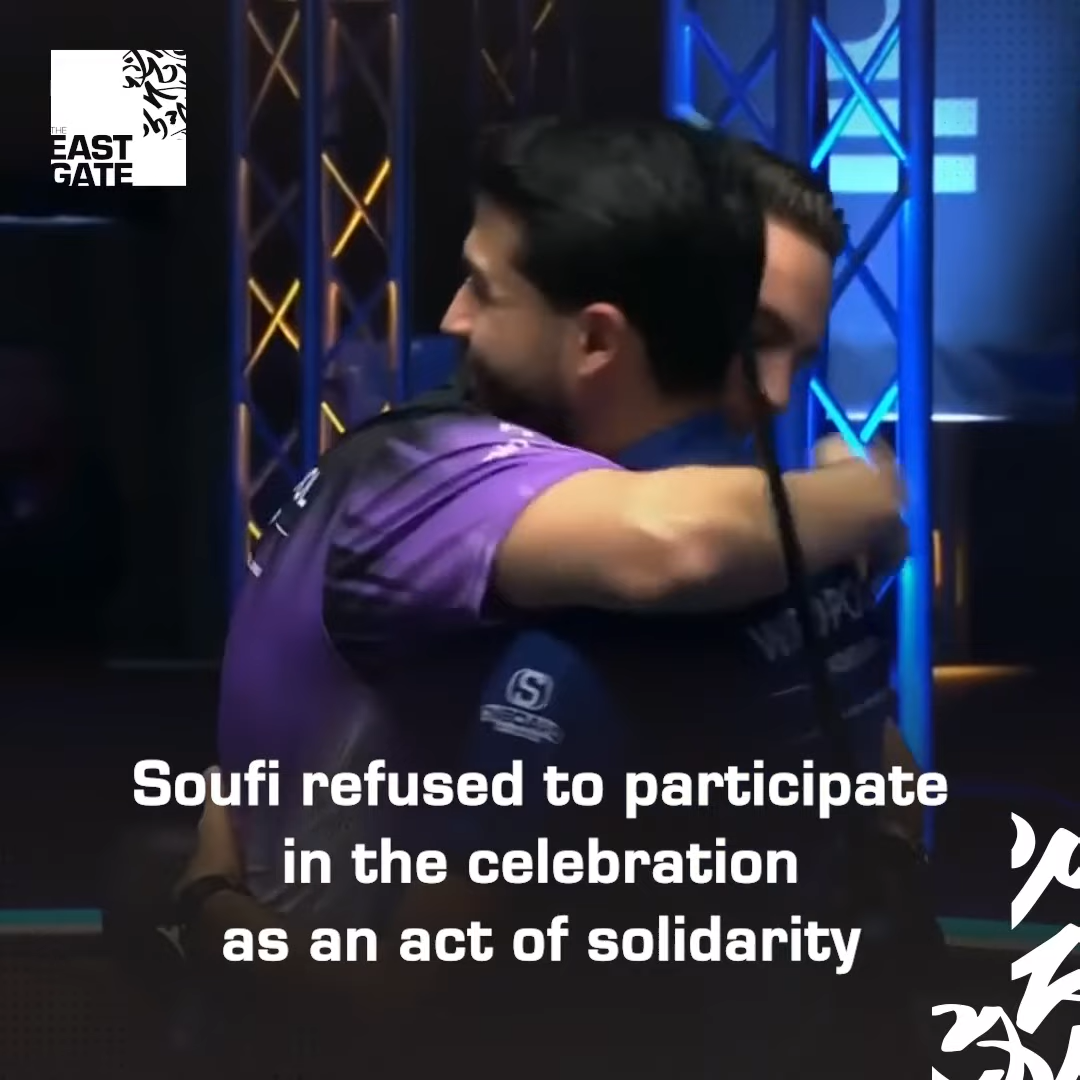 THE
EAST
GATE
S
Soufi refused to participate
in the celebration
as an act of solidarity